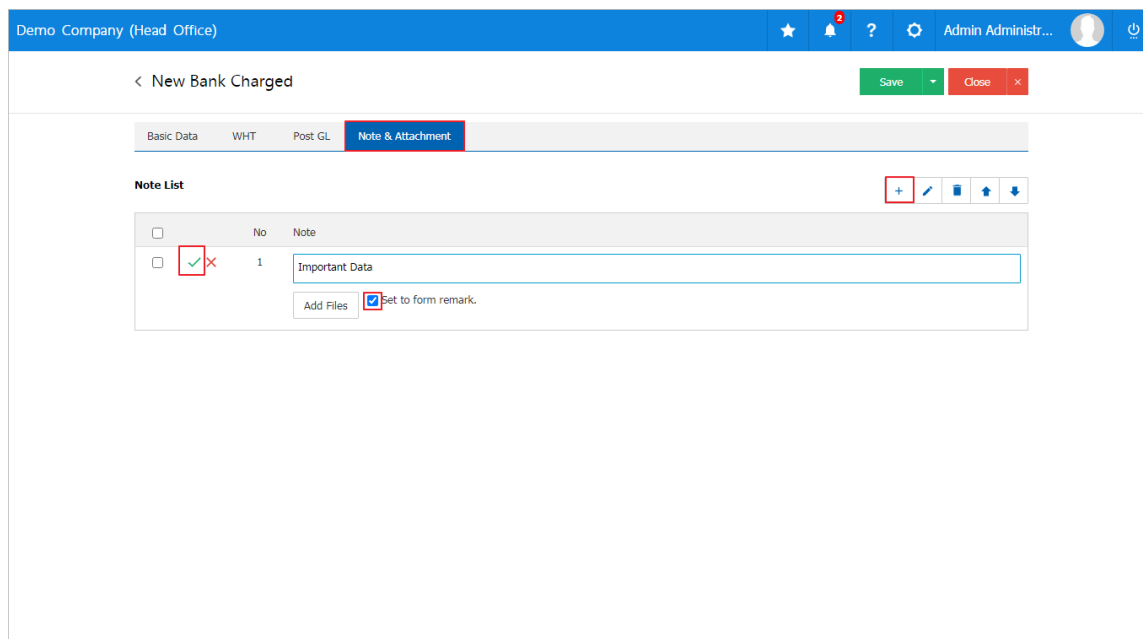 Demo Company (Head Office)
2
?
Admin Administr...
< New Bank Charged
Save
Close ×
Basic Data
WHT
Post GL
Note & Attachment
Note List
+
No
Note
1
Important Data
Add Files
Set to form remark.